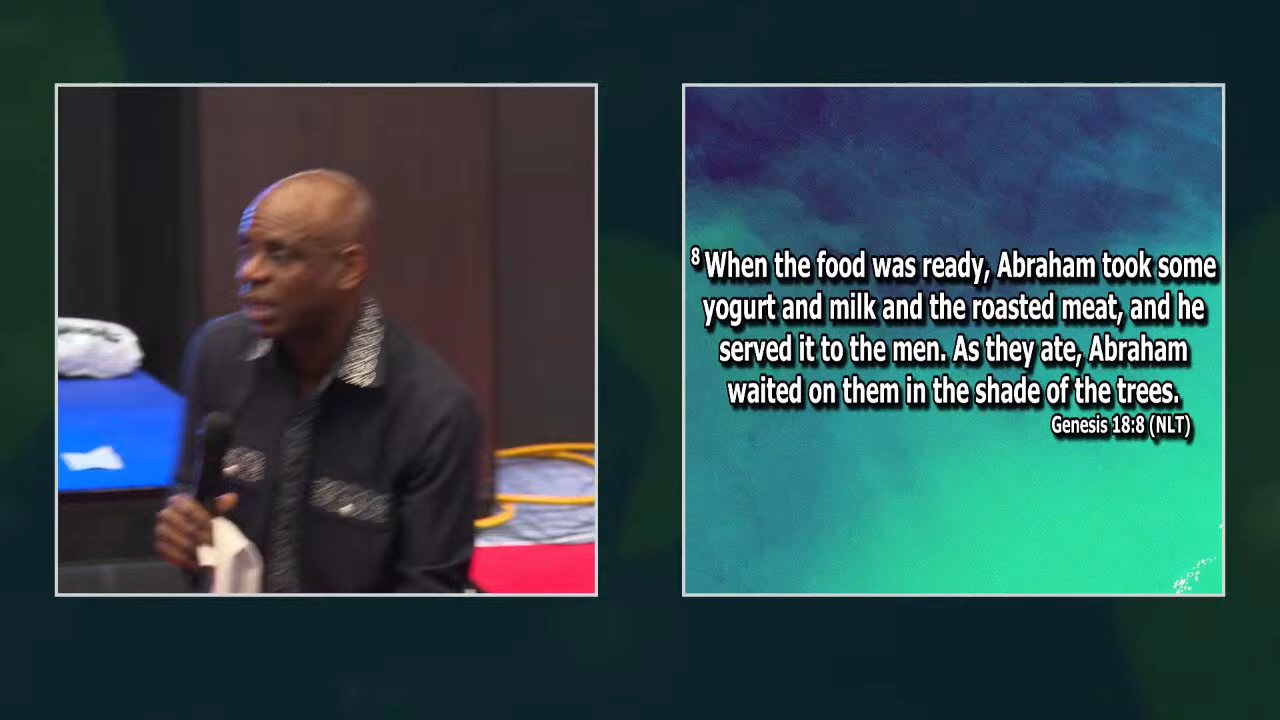 8 When the food was ready, Abraham took some
yogurt and milk and the roasted meat, and he
served it to the men. As they ate, Abraham
waited on them in the shade of the trees.
Genesis 18:8 (NLT)